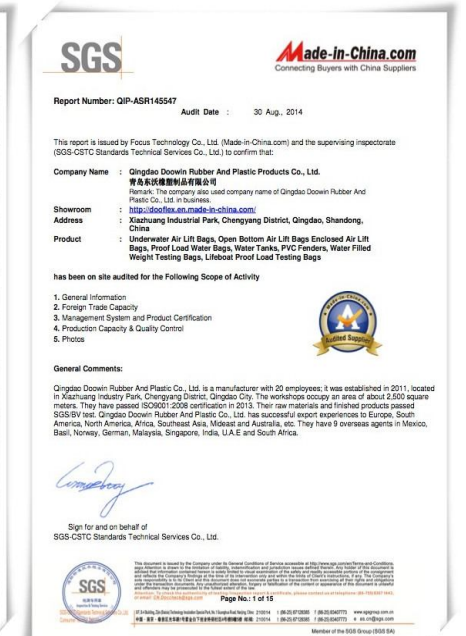 SGS
Made-in-China.com
Connecting Buyers with China Suppliers
Report Number: QIP-ASR145547
Audit Date : 30 Aug., 2014
This report is issued by Focus Technology Co., Ltd. (Made-in-China.com) and the supervising inspectorate
(SGS-CSTC Standards Technical Services Co., Ltd.) to confirm that:
Company Name : Qingdao Doowin Rubber And Plastic Products Co., Ltd.
青岛东沃橡塑制品有限公司
Remark: The company also used company name of Qingdao Doowin Rubber And
Plastic Co., Ltd. in business.
Showroom : http://dooflex.en.made-in-china.com/
Address : Xiazhuang Industrial Park, Chengyang District, Qingdao, Shandong,
China
Product : Underwater Air Lift Bags, Open Bottom Air Lift Bags Enclosed Air Lift
Bags, Proof Load Water Bags, Water Tanks, PVC Fenders, Water Filled
Weight Testing Bags, Lifeboat Proof Load Testing Bags
has been on site audited for the Following Scope of Activity
1. General Information
2. Foreign Trade Capacity
3. Management System and Product Certification
4. Production Capacity & Quality Control
5. Photos
Made-in-China.com
Audited Supplier
General Comments:
Qingdao Doowin Rubber And Plastic Co., Ltd. is a manufacturer with 20 employees; it was established in 2011, located
in Xiazhuang Industry Park, Chengyang District, Qingdao City. The workshops occupy an area of about 2,500 square
meters. They have passed ISO9001:2008 certification in 2013. Their raw materials and finished products passed
SGS/BV test. Qingdao Doowin Rubber And Plastic Co., Ltd. has successful export experiences to Europe, South
America, North America, Africa, Southeast Asia, Mideast and Australia, etc. They have 9 overseas agents in Mexico,
Basil, Norway, German, Malaysia, Singapore, India, U.A.E and South Africa.
Sign for and on behalf of
SGS-CSTC Standards Technical Services Co., Ltd.
SGS
Page No.: 1 of 15
Member of the SGS Group (SGS SA)